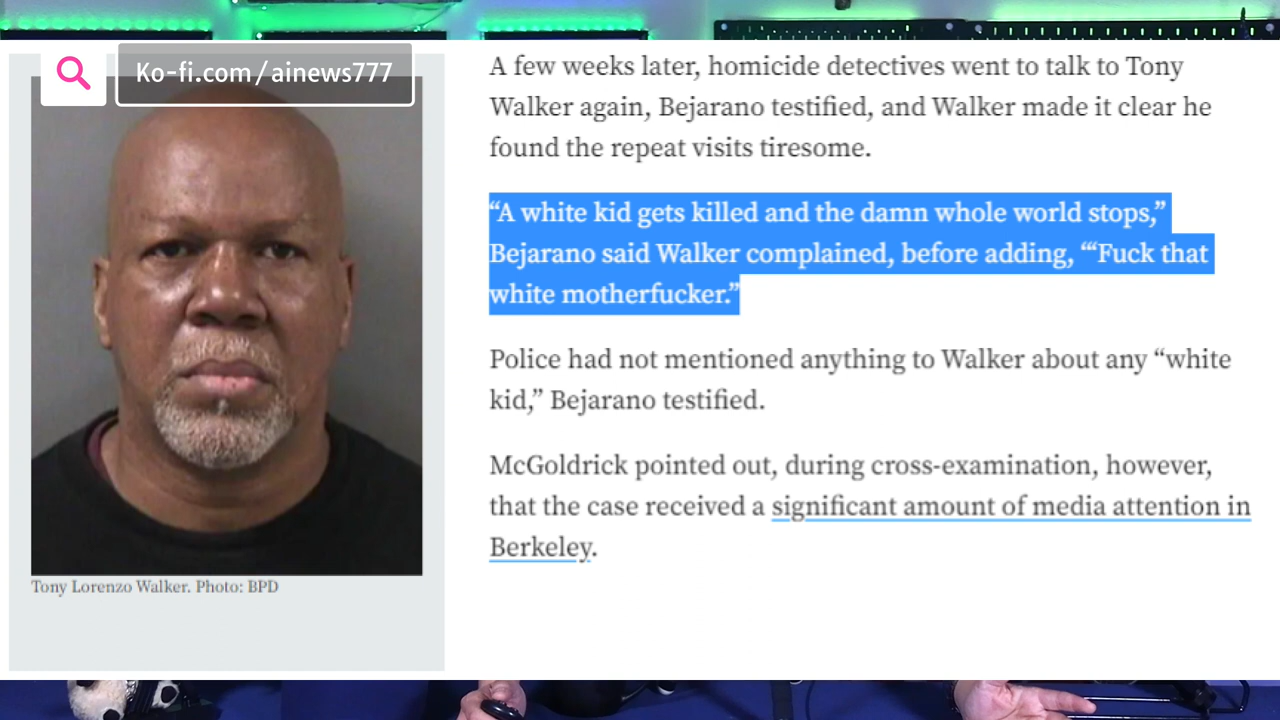 Ko-fi.com/ainews777
A few weeks later, homicide detectives went to talk to Tony
Walker again, Bejarano testified, and Walker made it clear he
found the repeat visits tiresome.
“A white kid gets killed and the damn whole world stops,”
Bejarano said Walker complained, before adding, “‘Fuck that
white motherfucker.”
Police had not mentioned anything to Walker about any “white
kid,” Bejarano testified.
McGoldrick pointed out, during cross-examination, however,
that the case received a significant amount of media attention in
Berkeley.
Tony Lorenzo Walker. Photo: BPD